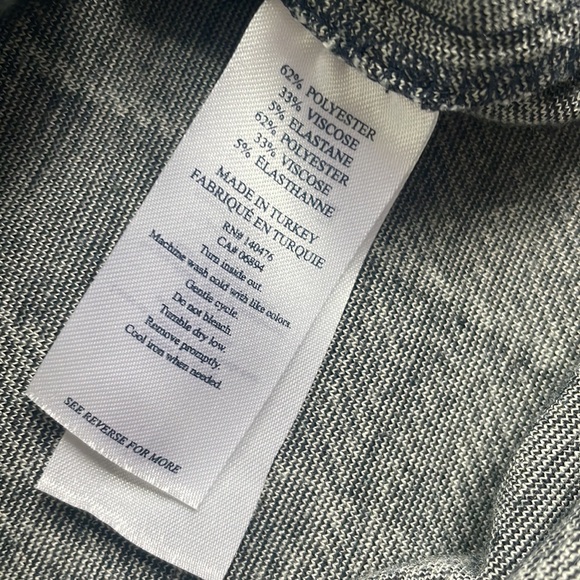 62% POLYESTER
33% VISCOSE
5% ELASTANE
62% POLYESTER
33% VISCOSE
5% ÉLASTHANNE
MADE IN TURKEY
FABRIQUÉ EN TURQUIE
RN# 140476
CA# 06894
Turn inside out.
Machine wash cold with like colors.
Gentle cycle.
Do not bleach.
Tumble dry low.
Remove promptly.
Cool iron when needed.
SEE REVERSE FOR MORE